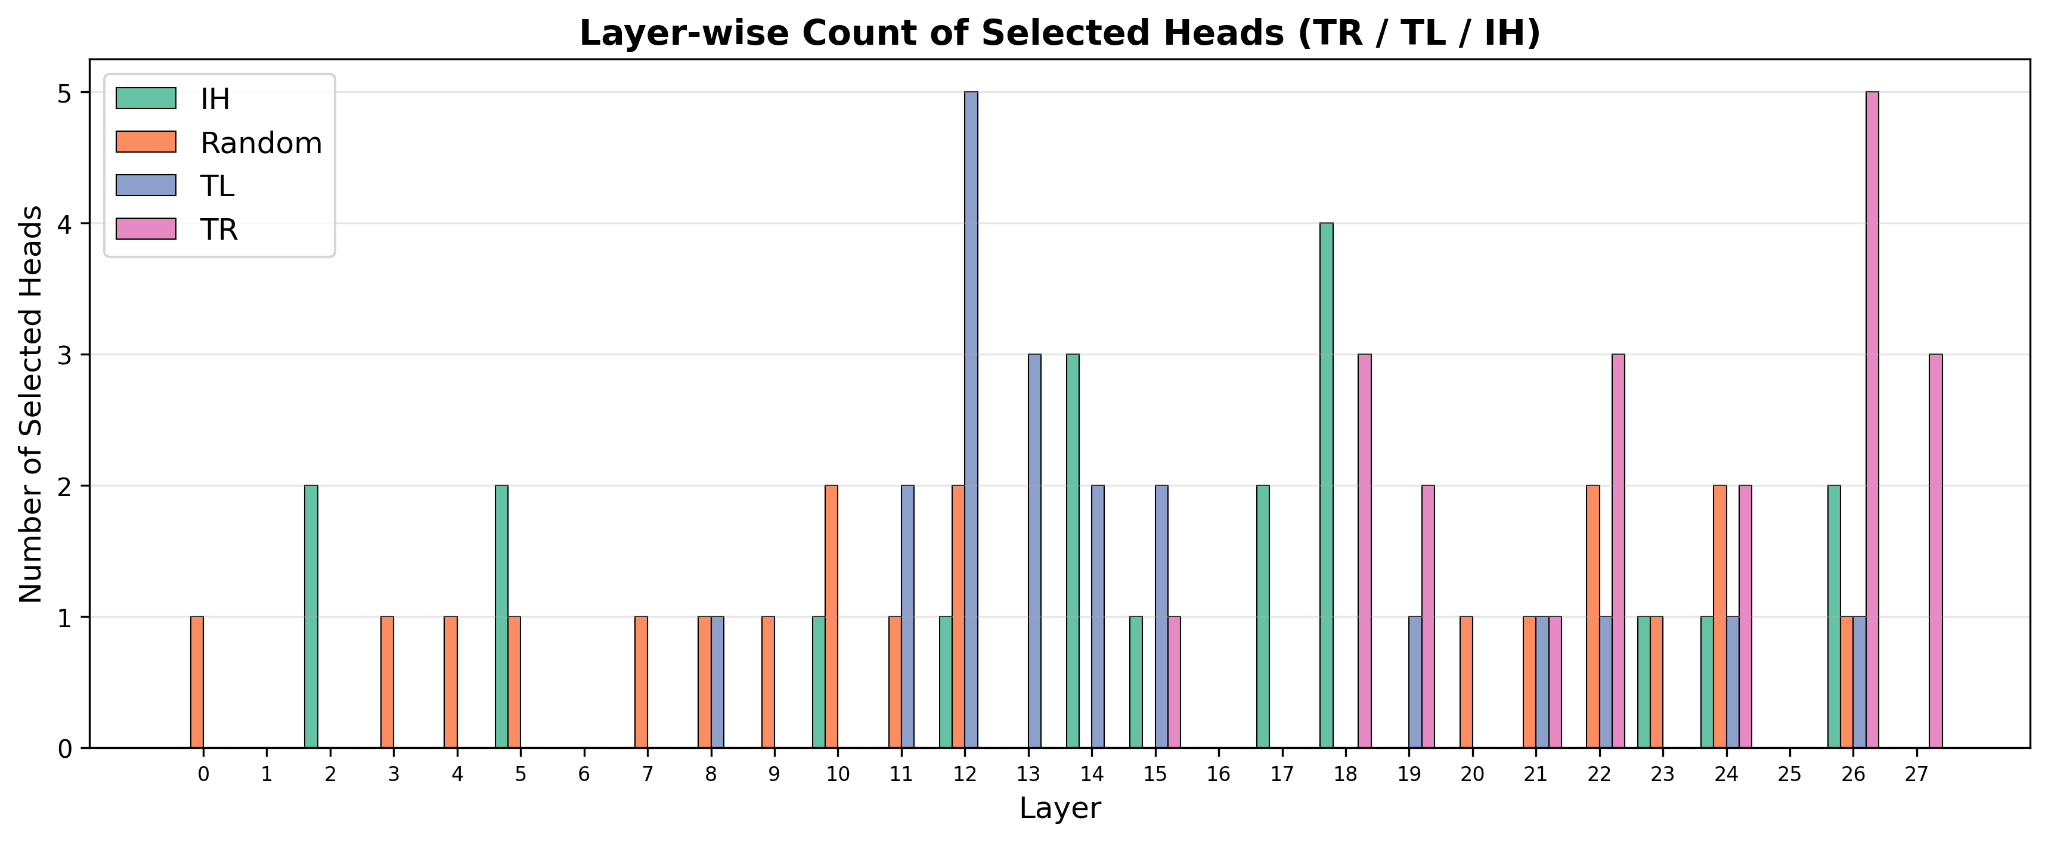 Layer-wise Count of Selected Heads (TR / TL / IH)
IH
Random
TL
TR
Number of Selected Heads
5
4
3
2
1
0
0 1 2 3 4 5 6 7 8 9 10 11 12 13 14 15 16 17 18 19 20 21 22 23 24 25 26 27
Layer